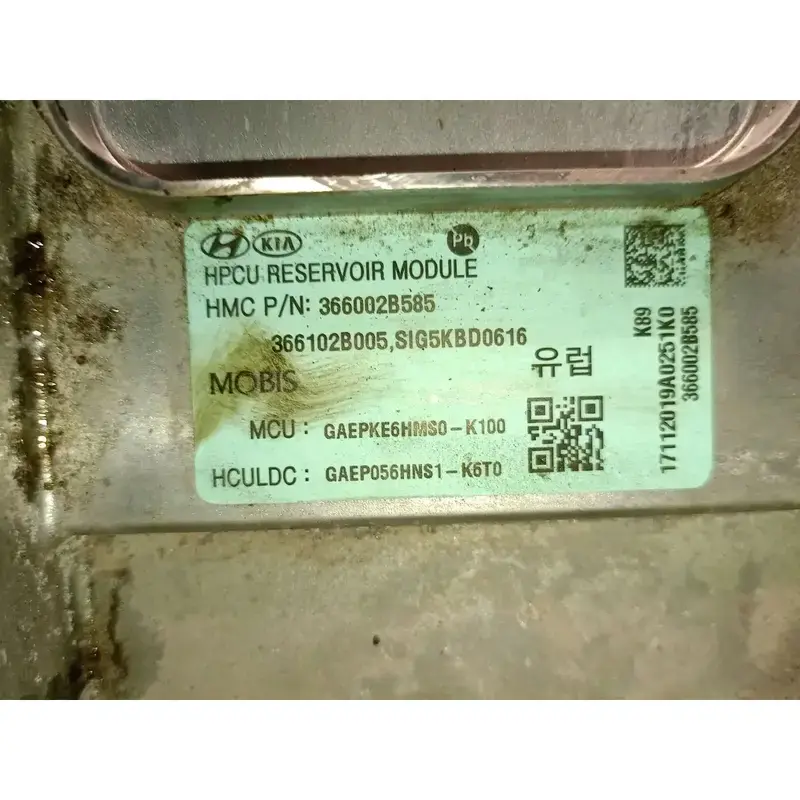 KIA
Pb
HPCU RESERVOIR MODULE
HMC P/N: 366002B585
366102B005,SIG5KBD0616
유럽
MOBIS
MCU : GAEPKE6HMS0-K100
HCULDC : GAEP056HNS1-K6T0
K89
17112019A0251K0
366002B585